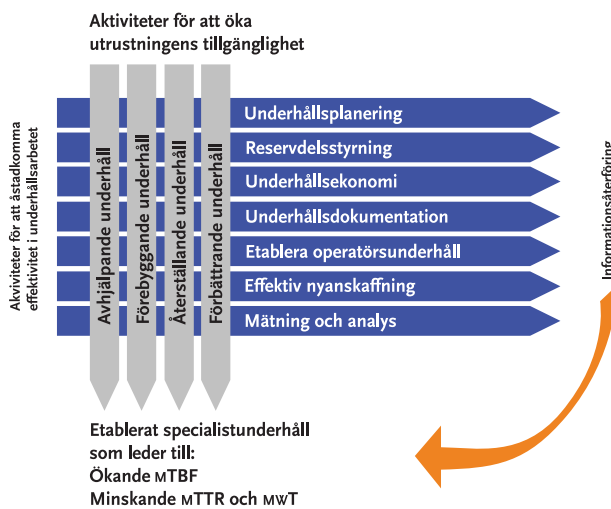 Aktiviteter för att öka
utrustningens tillgänglighet
Akviviteter för att åstadkomma
effektivitet i underhållsarbetet
Avhjälpande underhåll
Förebyggande underhåll
Återställande underhåll
Förbättrande underhåll
Underhållsplanering
Reservdelsstyrning
Underhållsekonomi
Underhållsdokumentation
Etablera operatörsunderhåll
Effektiv nyanskaffning
Mätning och analys
Informationsåterföring
Etablerat specialistunderhåll
som leder till:
Ökande MTBF
Minskande MTTR och MWT